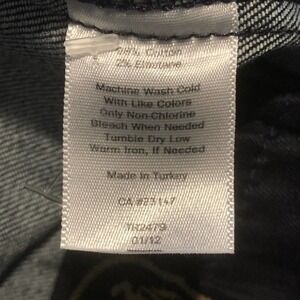 98% Cotton
2% Elastane
Machine Wash Cold
With Like Colors
Only Non-Chlorine
Bleach When Needed
Tumble Dry Low
Warm Iron, If Needed
Made in Turkey
CA #23147
TR2479
01/12